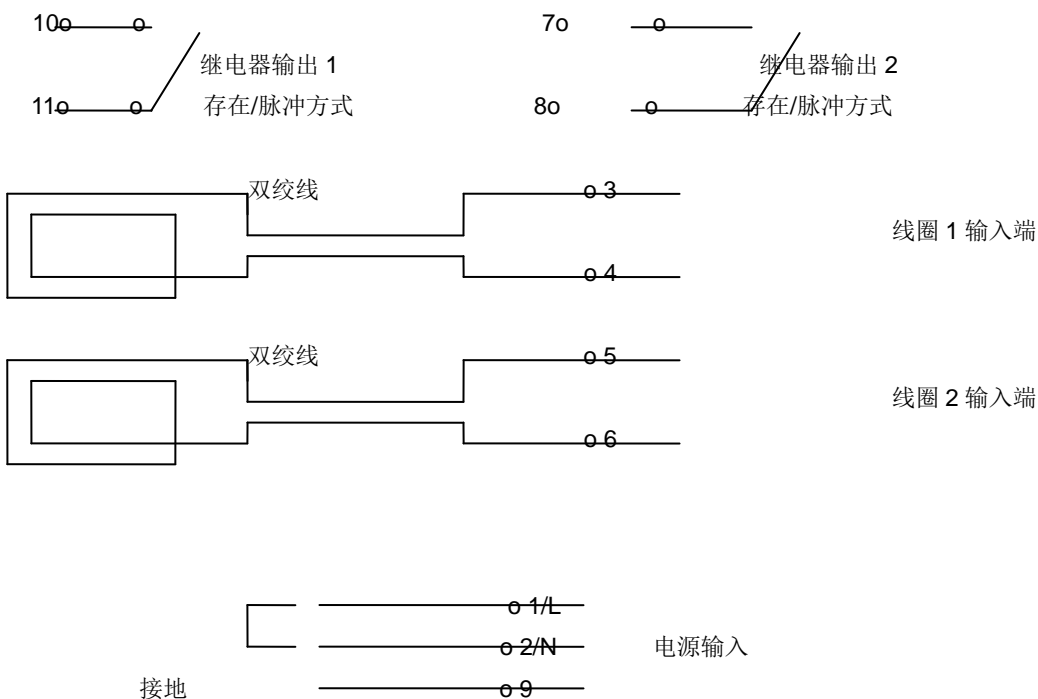 10o o 7o o
继电器输出 1 继电器输出 2
11o o 存在/脉冲方式 8o o 存在/脉冲方式
双绞线 o 3
线圈 1 输入端
o 4
双绞线 o 5
线圈 2 输入端
o 6
o 1/L
o 2/N 电源输入
接地 o 9